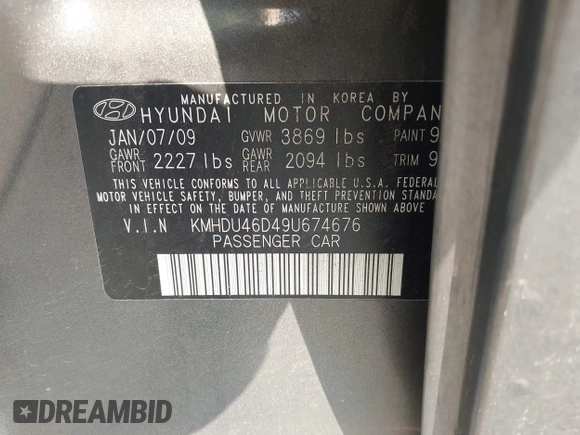 MANUFACTURED IN KOREA BY
HYUNDAI MOTOR COMPAN
JAN/07/09 GVWR 3869 lbs PAINT 9
GAWR FRONT 2227 lbs GAWR REAR 2094 lbs TRIM 9
THIS VEHICLE CONFORMS TO ALL APPLICABLE U.S.A. FEDERAL
MOTOR VEHICLE SAFETY, BUMPER, AND THEFT PREVENTION STANDA
IN EFFECT ON THE DATE OF MANUFACTURE SHOWN ABOVE
V.I.N KMHDU46D49U674676
PASSENGER CAR
DREAMBID